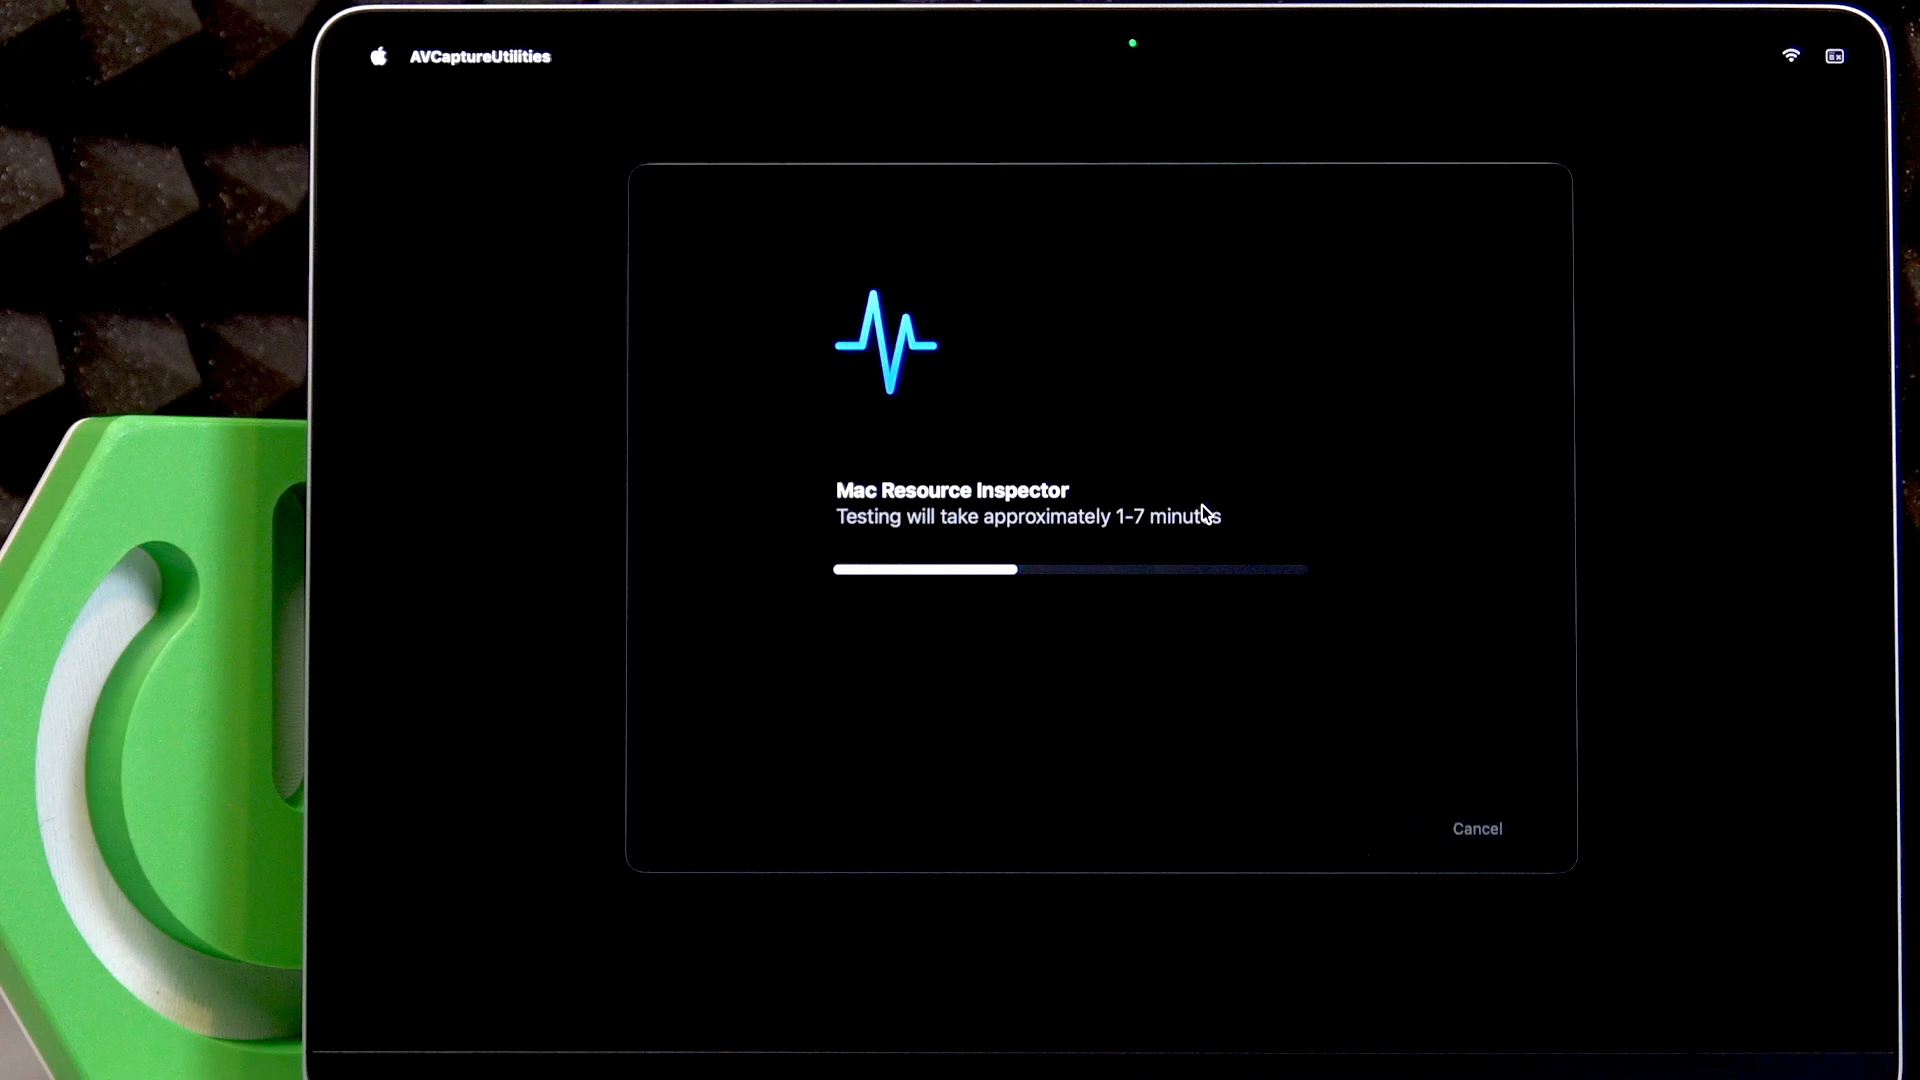 AVCaptureUtilities
Mac Resource Inspector
Testing will take approximately 1-7 minutes
Cancel